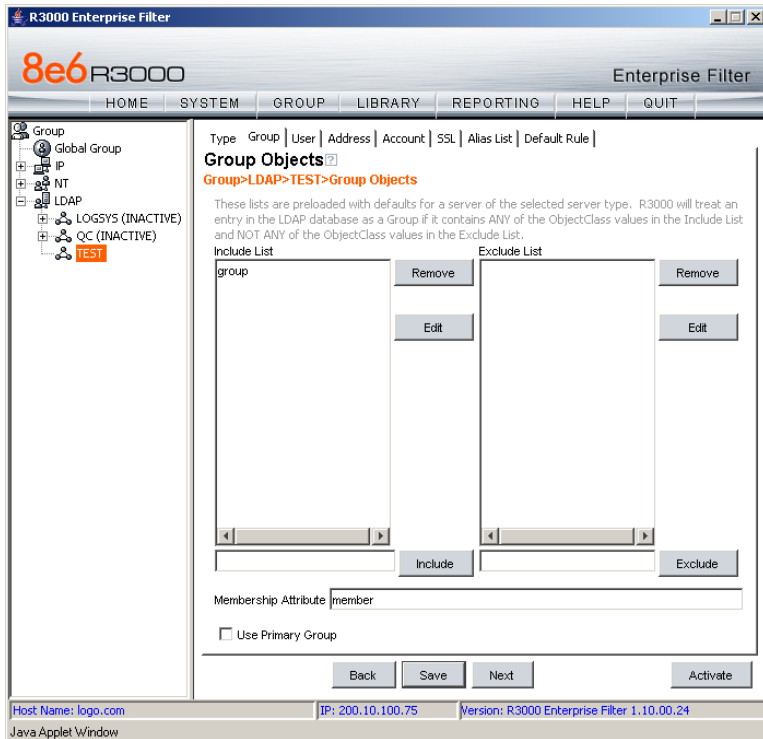 R3000 Enterprise Filter
8e6 R3000
Enterprise Filter
HOME SYSTEM GROUP LIBRARY REPORTING HELP QUIT
Group
Global Group
IP
NT
LDAP
LOGSYS (INACTIVE)
QC (INACTIVE)
TEST
Type Group User Address Account SSL Alias List Default Rule
Group Objects ?
Group>LDAP>TEST>Group Objects
These lists are preloaded with defaults for a server of the selected server type. R3000 will treat an
entry in the LDAP database as a Group if it contains ANY of the ObjectClass values in the Include List
and NOT ANY of the ObjectClass values in the Exclude List.
Include List Exclude List
group
Remove Remove
Edit Edit
Include Exclude
Membership Attribute member
Use Primary Group
Back Save Next Activate
Host Name: logo.com IP: 200.10.100.75 Version: R3000 Enterprise Filter 1.10.00.24
Java Applet Window